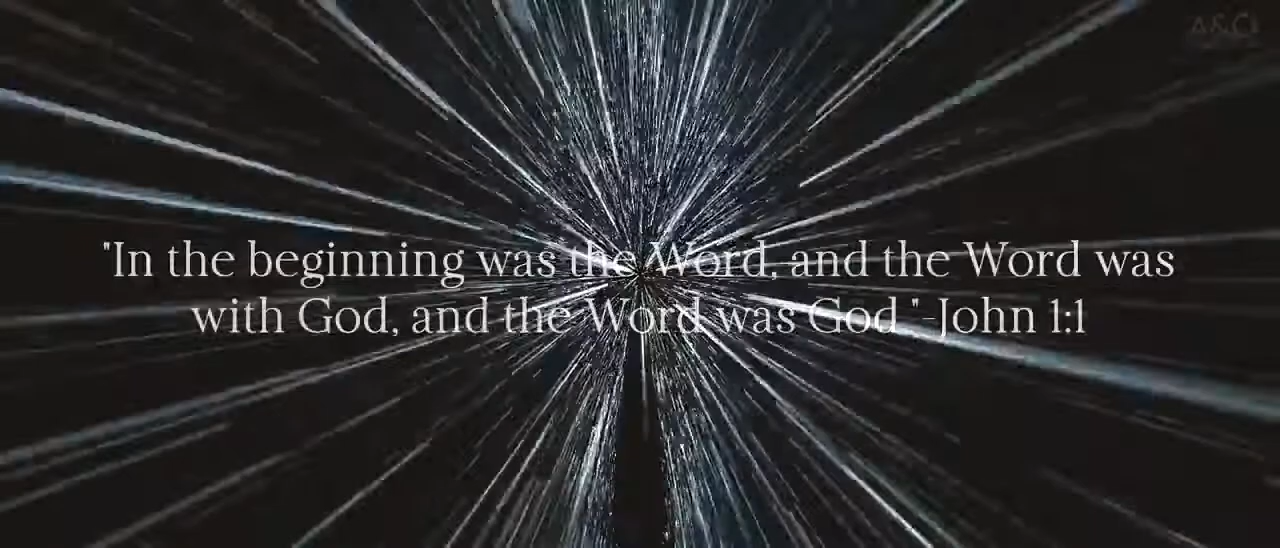 A&CI
"In the beginning was the Word, and the Word was
with God, and the Word was God "-John 1:1